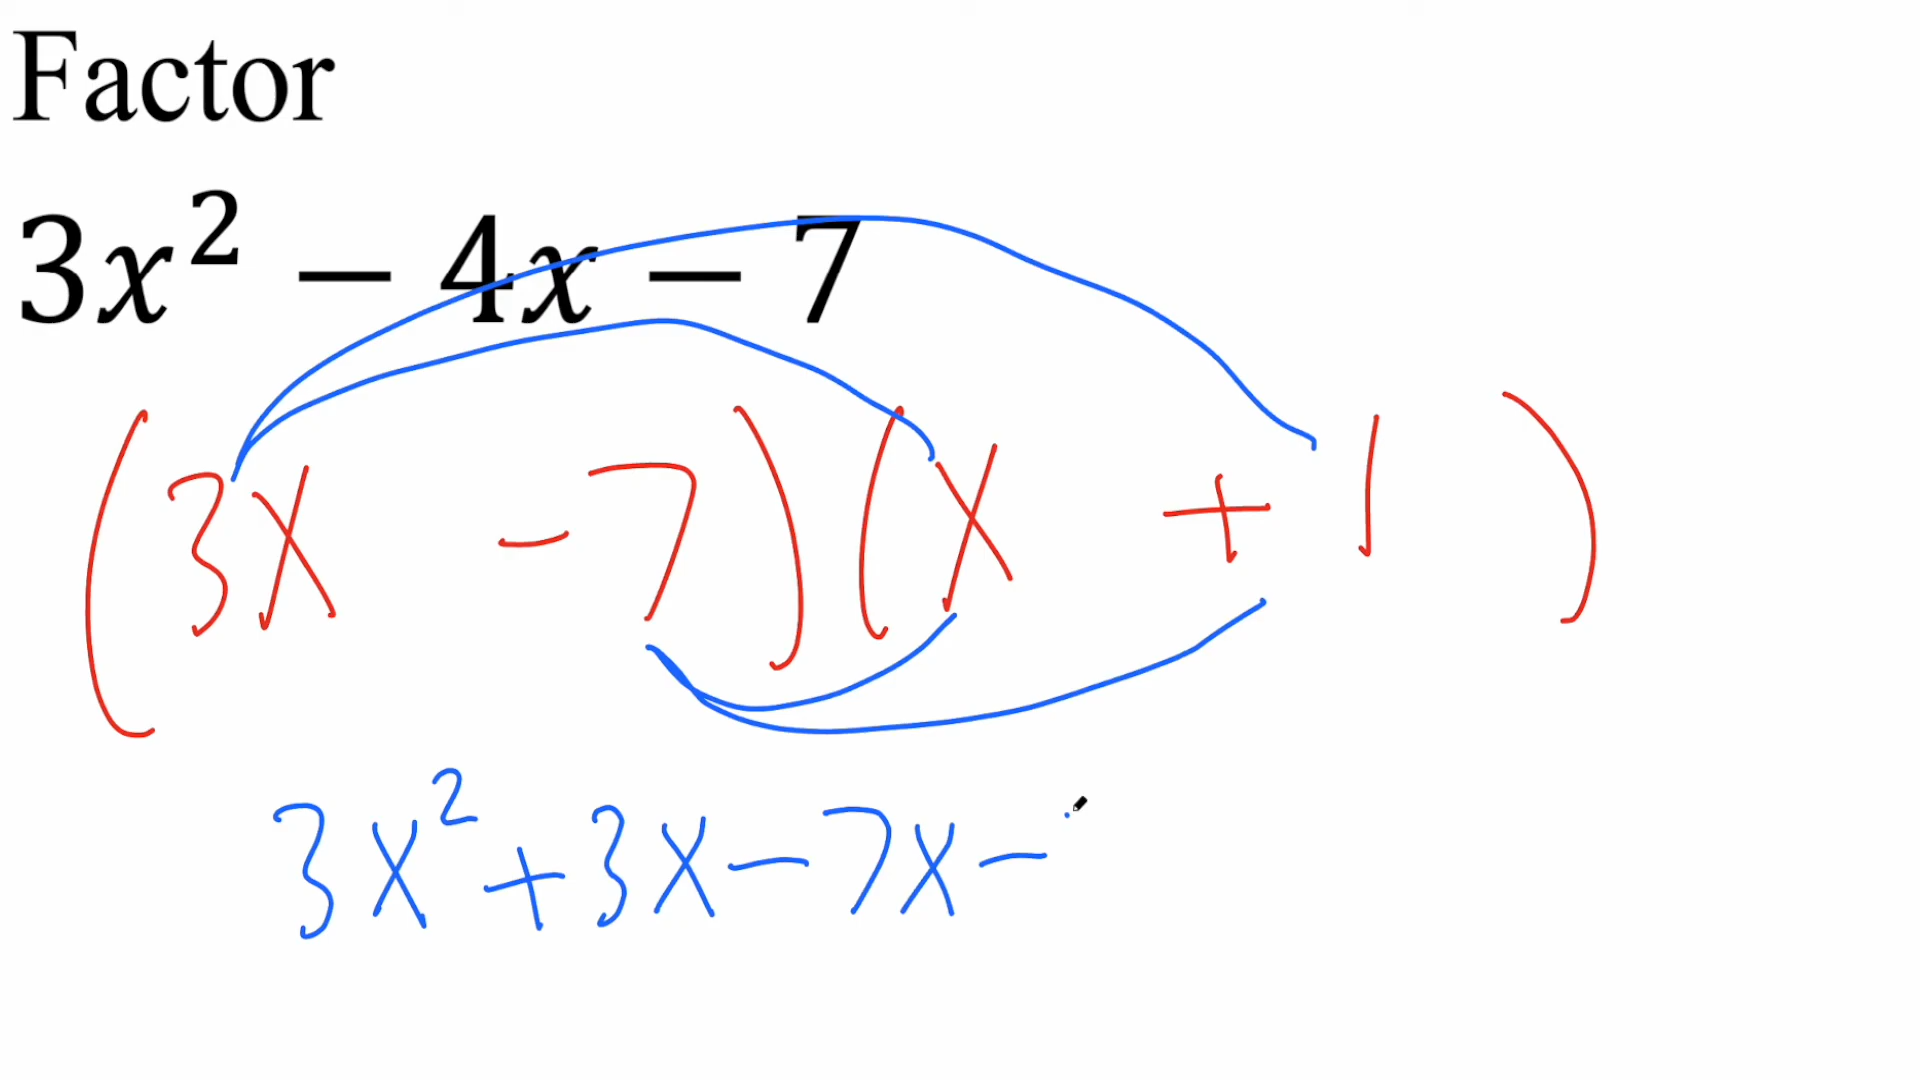 Factor
3x² − 4x − 7
(3x − 7)(x + 1)
3x² + 3x − 7x −